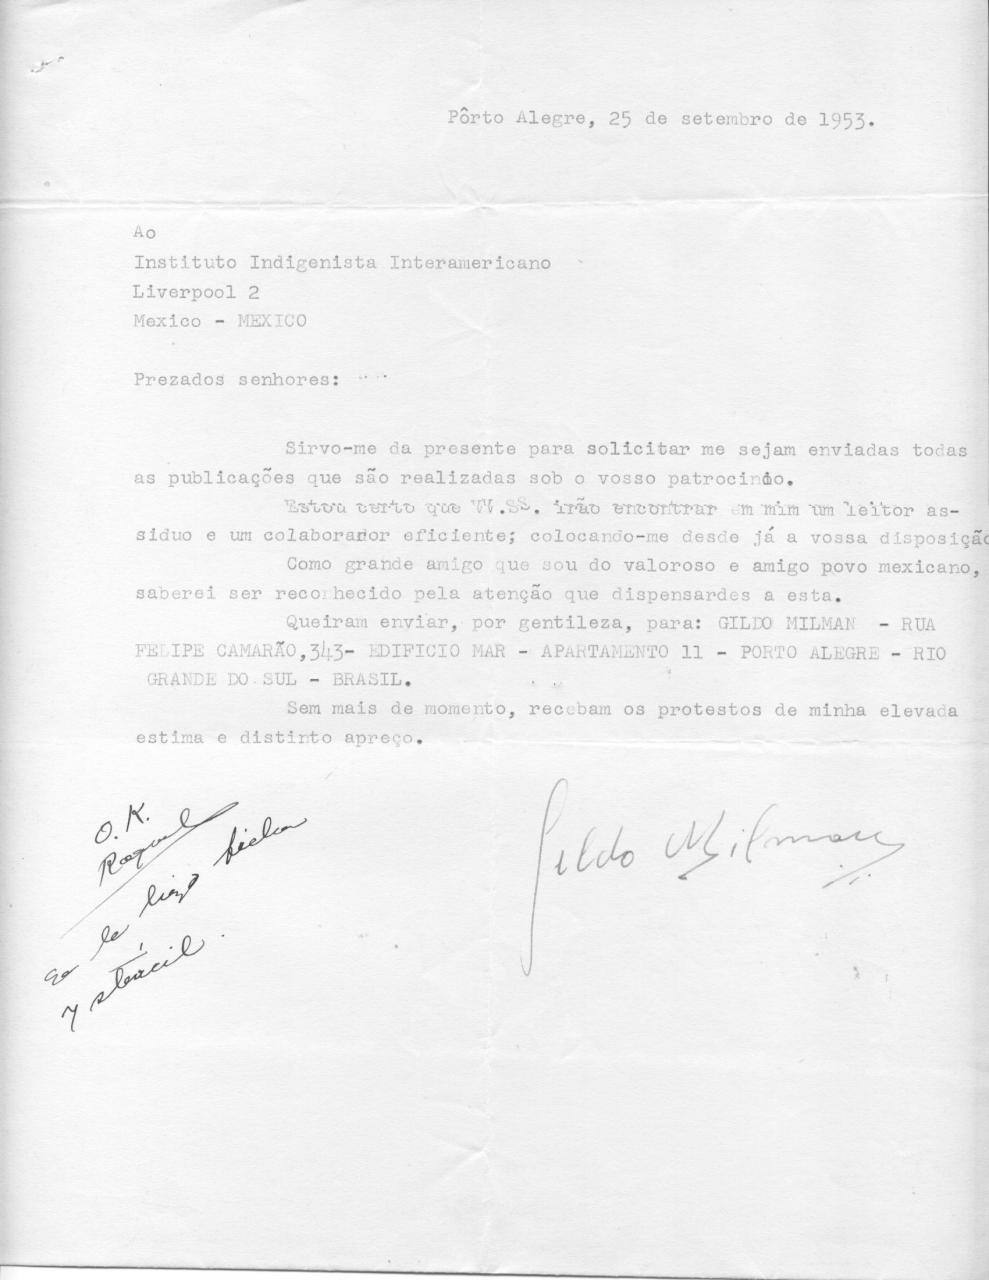 Pôrto Alegre, 25 de setembro de 1953.
Ao
Instituto Indigenista Interamericano
Liverpool 2
Mexico - MEXICO
Prezados senhores:
Sirvo-me da presente para solicitar me sejam enviadas todas
as publicações que são realizadas sob o vosso patrocinio.
Estou certo que VV.SS. irão encontrar em mim um leitor as-
siduo e um colaborador eficiente; colocando-me desde já a vossa disposição
Como grande amigo que sou do valoroso e amigo povo mexicano,
saberei ser reconhecido pela atenção que dispensardes a esta.
Queiram enviar, por gentileza, para: GILDO MILMAN - RUA
FELIPE CAMARÃO, 343- EDIFICIO MAR - APARTAMENTO 11 - PORTO ALEGRE - RIO
GRANDE DO SUL - BRASIL.
Sem mais de momento, recebam os protestos de minha elevada
estima e distinto apreço.
Gildo Milman
O.K.
Raquel
se le hizo ficha
y sténcil.